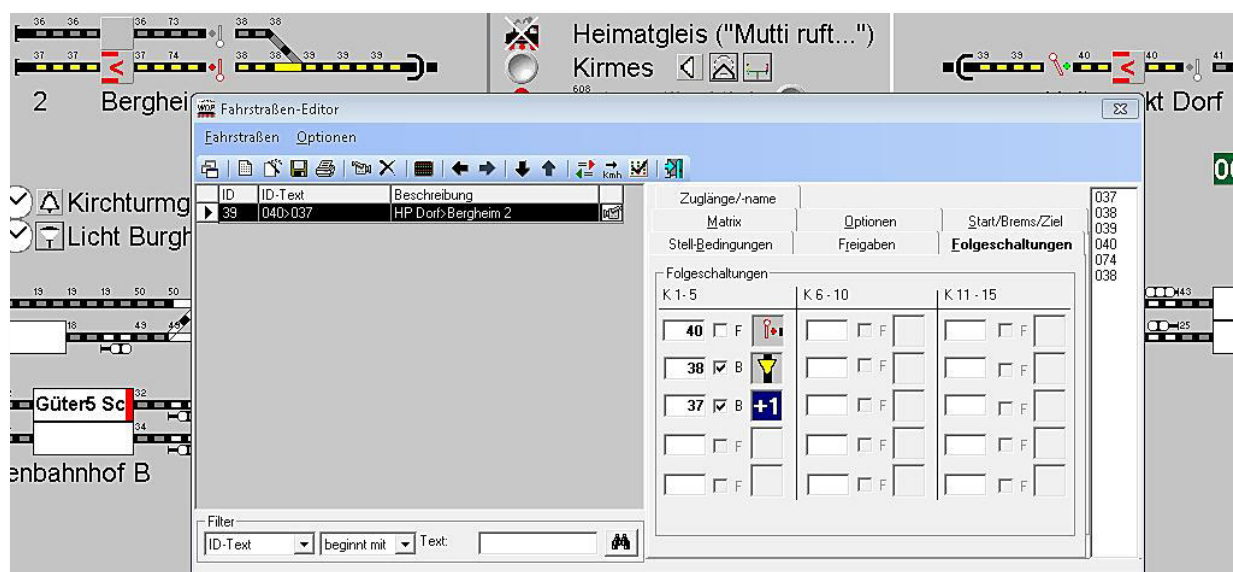 36 36 36 73 38 38
37 37 37 74 38 38 39 39 39
2 Berghei
Heimatgleis ("Mutti ruft...")
Kirmes
608
39 39 40 40 41
kt Dorf
Kirchturmg
Licht Burgh
19 19 19 50 50
18 49 49
Güter5 Sc
32
34
enbahnhof B
43
25
Fahrstraßen-Editor
Fahrstraßen Optionen
Kmh
ID ID-Text Beschreibung
39 040>037 HP Dorf>Bergheim 2
Filter
ID-Text beginnt mit Text:
Zuglänge/-name
Matrix Optionen Start/Brems/Ziel
Stell-Bedingungen Freigaben Folgeschaltungen
Folgeschaltungen
K 1 - 5 K 6 - 10 K 11 - 15
40 F F F
38 B F F
37 B +1 F F
F F F
F F F
037
038
039
040
074
038